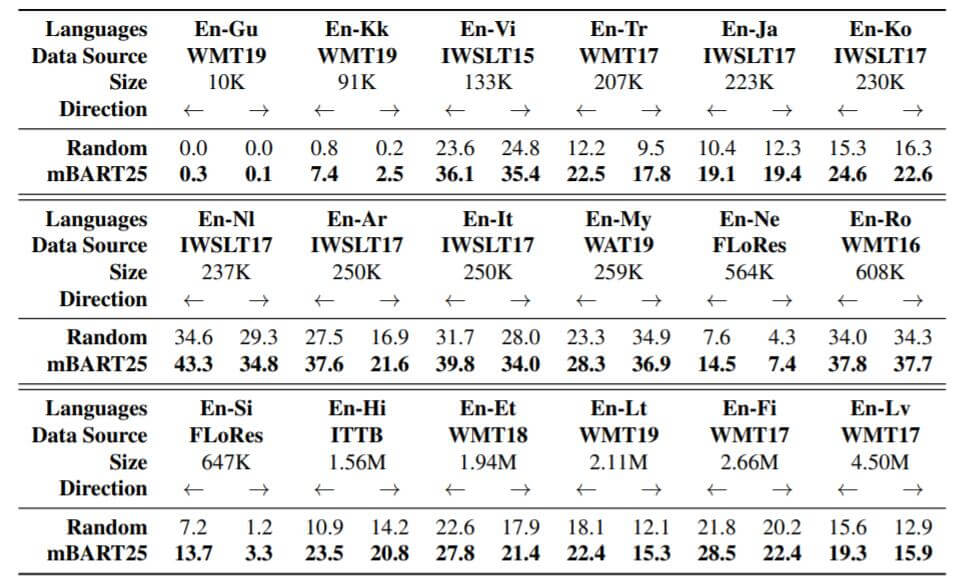 Languages En-Gu En-Kk En-Vi En-Tr En-Ja En-Ko
Data Source WMT19 WMT19 IWSLT15 WMT17 IWSLT17 IWSLT17
Size 10K 91K 133K 207K 223K 230K
Direction ← → ← → ← → ← → ← → ← →
Random 0.0 0.0 0.8 0.2 23.6 24.8 12.2 9.5 10.4 12.3 15.3 16.3
mBART25 0.3 0.1 7.4 2.5 36.1 35.4 22.5 17.8 19.1 19.4 24.6 22.6
Languages En-Nl En-Ar En-It En-My En-Ne En-Ro
Data Source IWSLT17 IWSLT17 IWSLT17 WAT19 FLoRes WMT16
Size 237K 250K 250K 259K 564K 608K
Direction ← → ← → ← → ← → ← → ← →
Random 34.6 29.3 27.5 16.9 31.7 28.0 23.3 34.9 7.6 4.3 34.0 34.3
mBART25 43.3 34.8 37.6 21.6 39.8 34.0 28.3 36.9 14.5 7.4 37.8 37.7
Languages En-Si En-Hi En-Et En-Lt En-Fi En-Lv
Data Source FLoRes ITTB WMT18 WMT19 WMT17 WMT17
Size 647K 1.56M 1.94M 2.11M 2.66M 4.50M
Direction ← → ← → ← → ← → ← → ← →
Random 7.2 1.2 10.9 14.2 22.6 17.9 18.1 12.1 21.8 20.2 15.6 12.9
mBART25 13.7 3.3 23.5 20.8 27.8 21.4 22.4 15.3 28.5 22.4 19.3 15.9